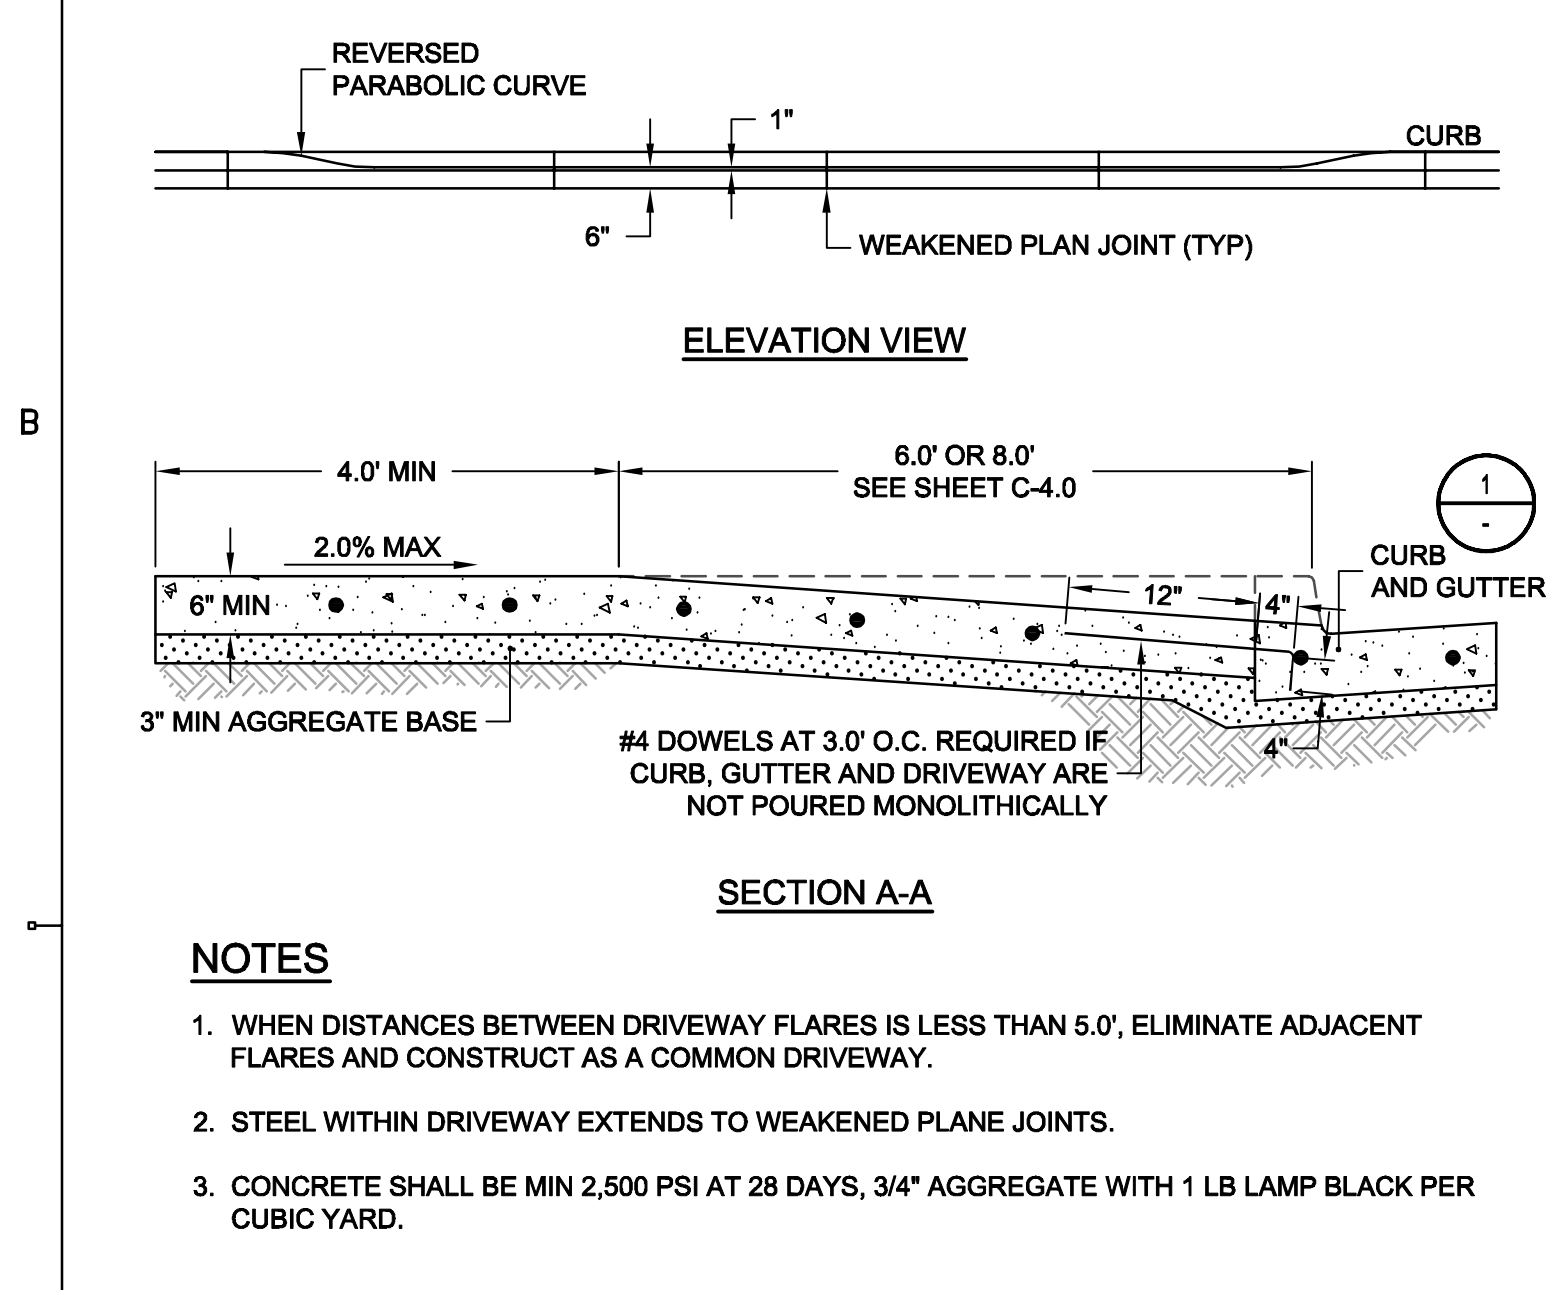 REVERSED
PARABOLIC CURVE
1"
CURB
6"
WEAKENED PLAN JOINT (TYP)
ELEVATION VIEW
B
4.0' MIN
6.0' OR 8.0'
SEE SHEET C-4.0
1
-
2.0% MAX
CURB
AND GUTTER
6" MIN
12"
4"
3" MIN AGGREGATE BASE
#4 DOWELS AT 3.0' O.C. REQUIRED IF
CURB, GUTTER AND DRIVEWAY ARE
NOT POURED MONOLITHICALLY
4"
SECTION A-A
NOTES
1. WHEN DISTANCES BETWEEN DRIVEWAY FLARES IS LESS THAN 5.0', ELIMINATE ADJACENT
FLARES AND CONSTRUCT AS A COMMON DRIVEWAY.
2. STEEL WITHIN DRIVEWAY EXTENDS TO WEAKENED PLANE JOINTS.
3. CONCRETE SHALL BE MIN 2,500 PSI AT 28 DAYS, 3/4" AGGREGATE WITH 1 LB LAMP BLACK PER
CUBIC YARD.